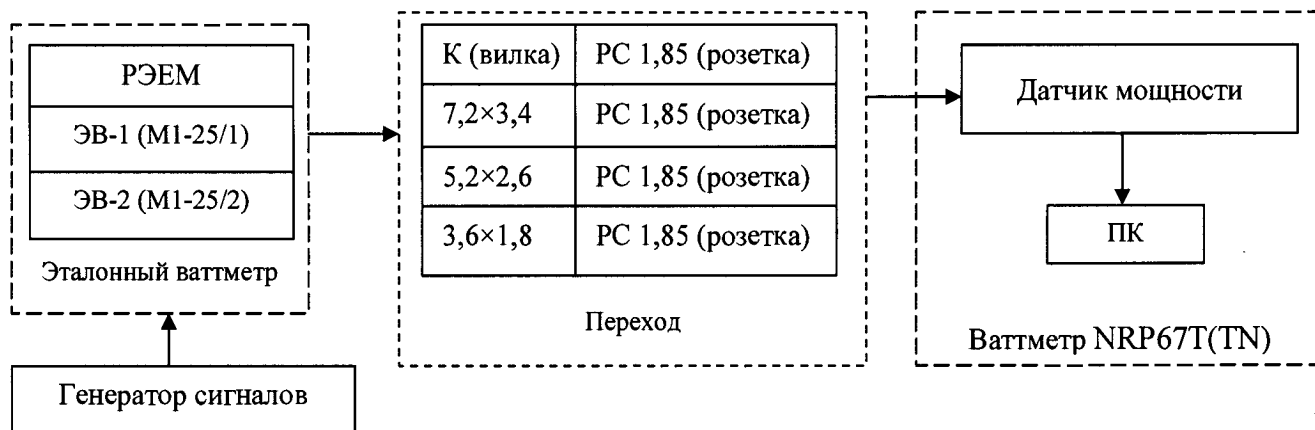 РЭЕМ
ЭВ-1 (М1-25/1)
ЭВ-2 (М1-25/2)
Эталонный ваттметр
Генератор сигналов
К (вилка) РС 1,85 (розетка)
7,2×3,4 РС 1,85 (розетка)
5,2×2,6 РС 1,85 (розетка)
3,6×1,8 РС 1,85 (розетка)
Переход
Датчик мощности
ПК
Ваттметр NRP67T(TN)